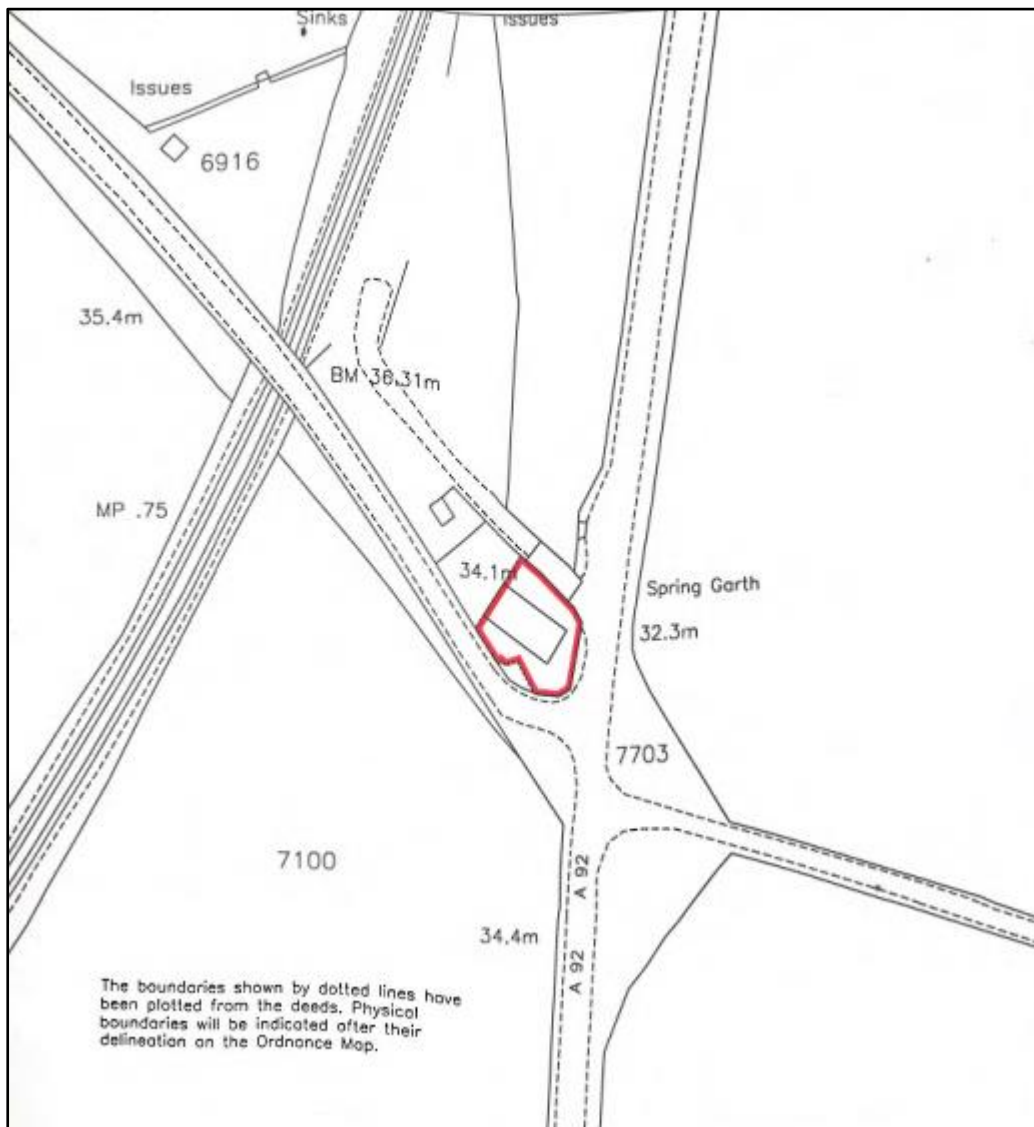 Sinks
Issues
Issues
6916
35.4m
BM 36.31m
MP .75
34.1m
Spring Garth
32.3m
7703
7100
A 92
34.4m
A 92
The boundaries shown by dotted lines have
been plotted from the deeds. Physical
boundaries will be indicated after their
delineation on the Ordnance Map.